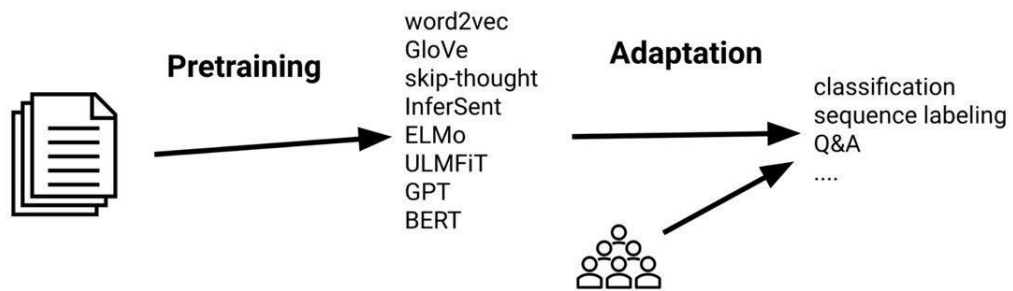 Pretraining
word2vec
GloVe
skip-thought
InferSent
ELMo
ULMFiT
GPT
BERT
Adaptation
classification
sequence labeling
Q&A
....